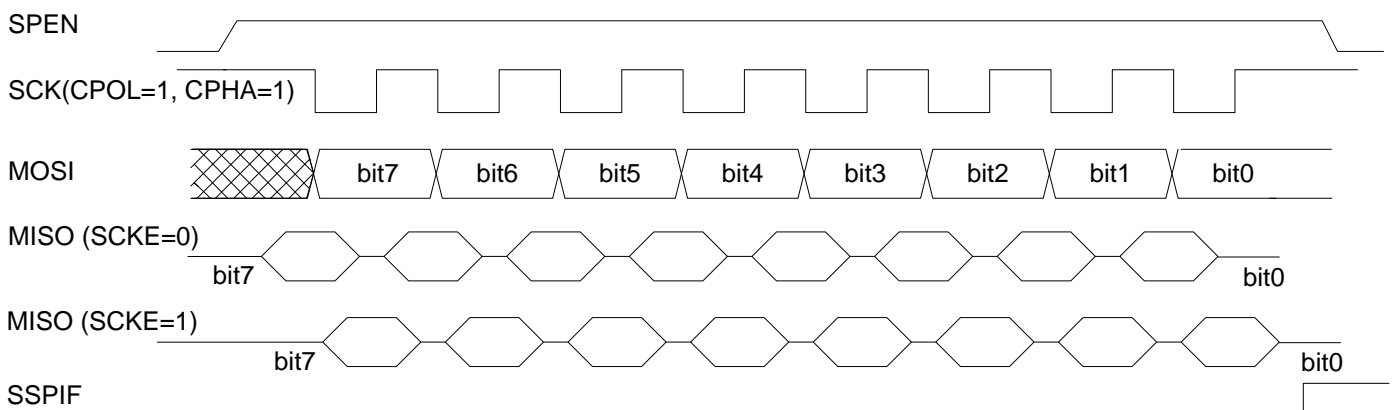 SPEN
SCK(CPOL=1, CPHA=1)
MOSI
bit7 bit6 bit5 bit4 bit3 bit2 bit1 bit0
MISO (SCKE=0)
bit7 bit0
MISO (SCKE=1)
bit7 bit0
SSPIF